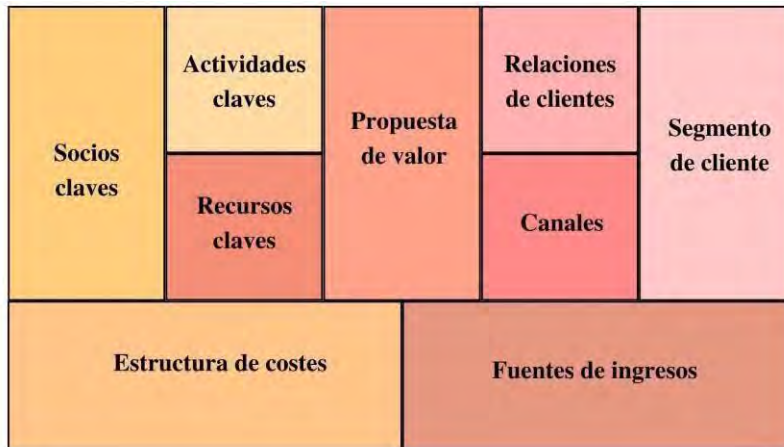 Socios
claves
Actividades
claves
Recursos
claves
Propuesta
de valor
Relaciones
de clientes
Canales
Segmento
de cliente
Estructura de costes
Fuentes de ingresos